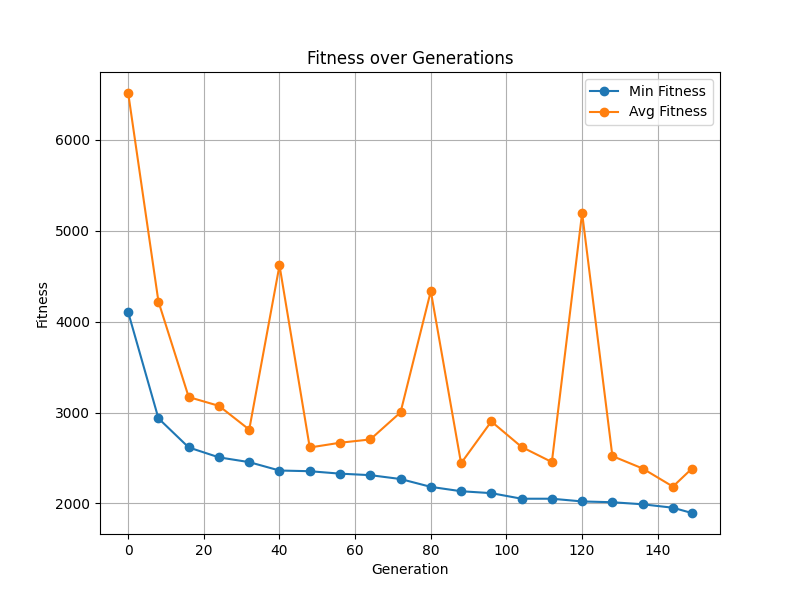 Fitness over Generations
Min Fitness
Avg Fitness
6000
5000
4000
3000
2000
Fitness
0 20 40 60 80 100 120 140
Generation